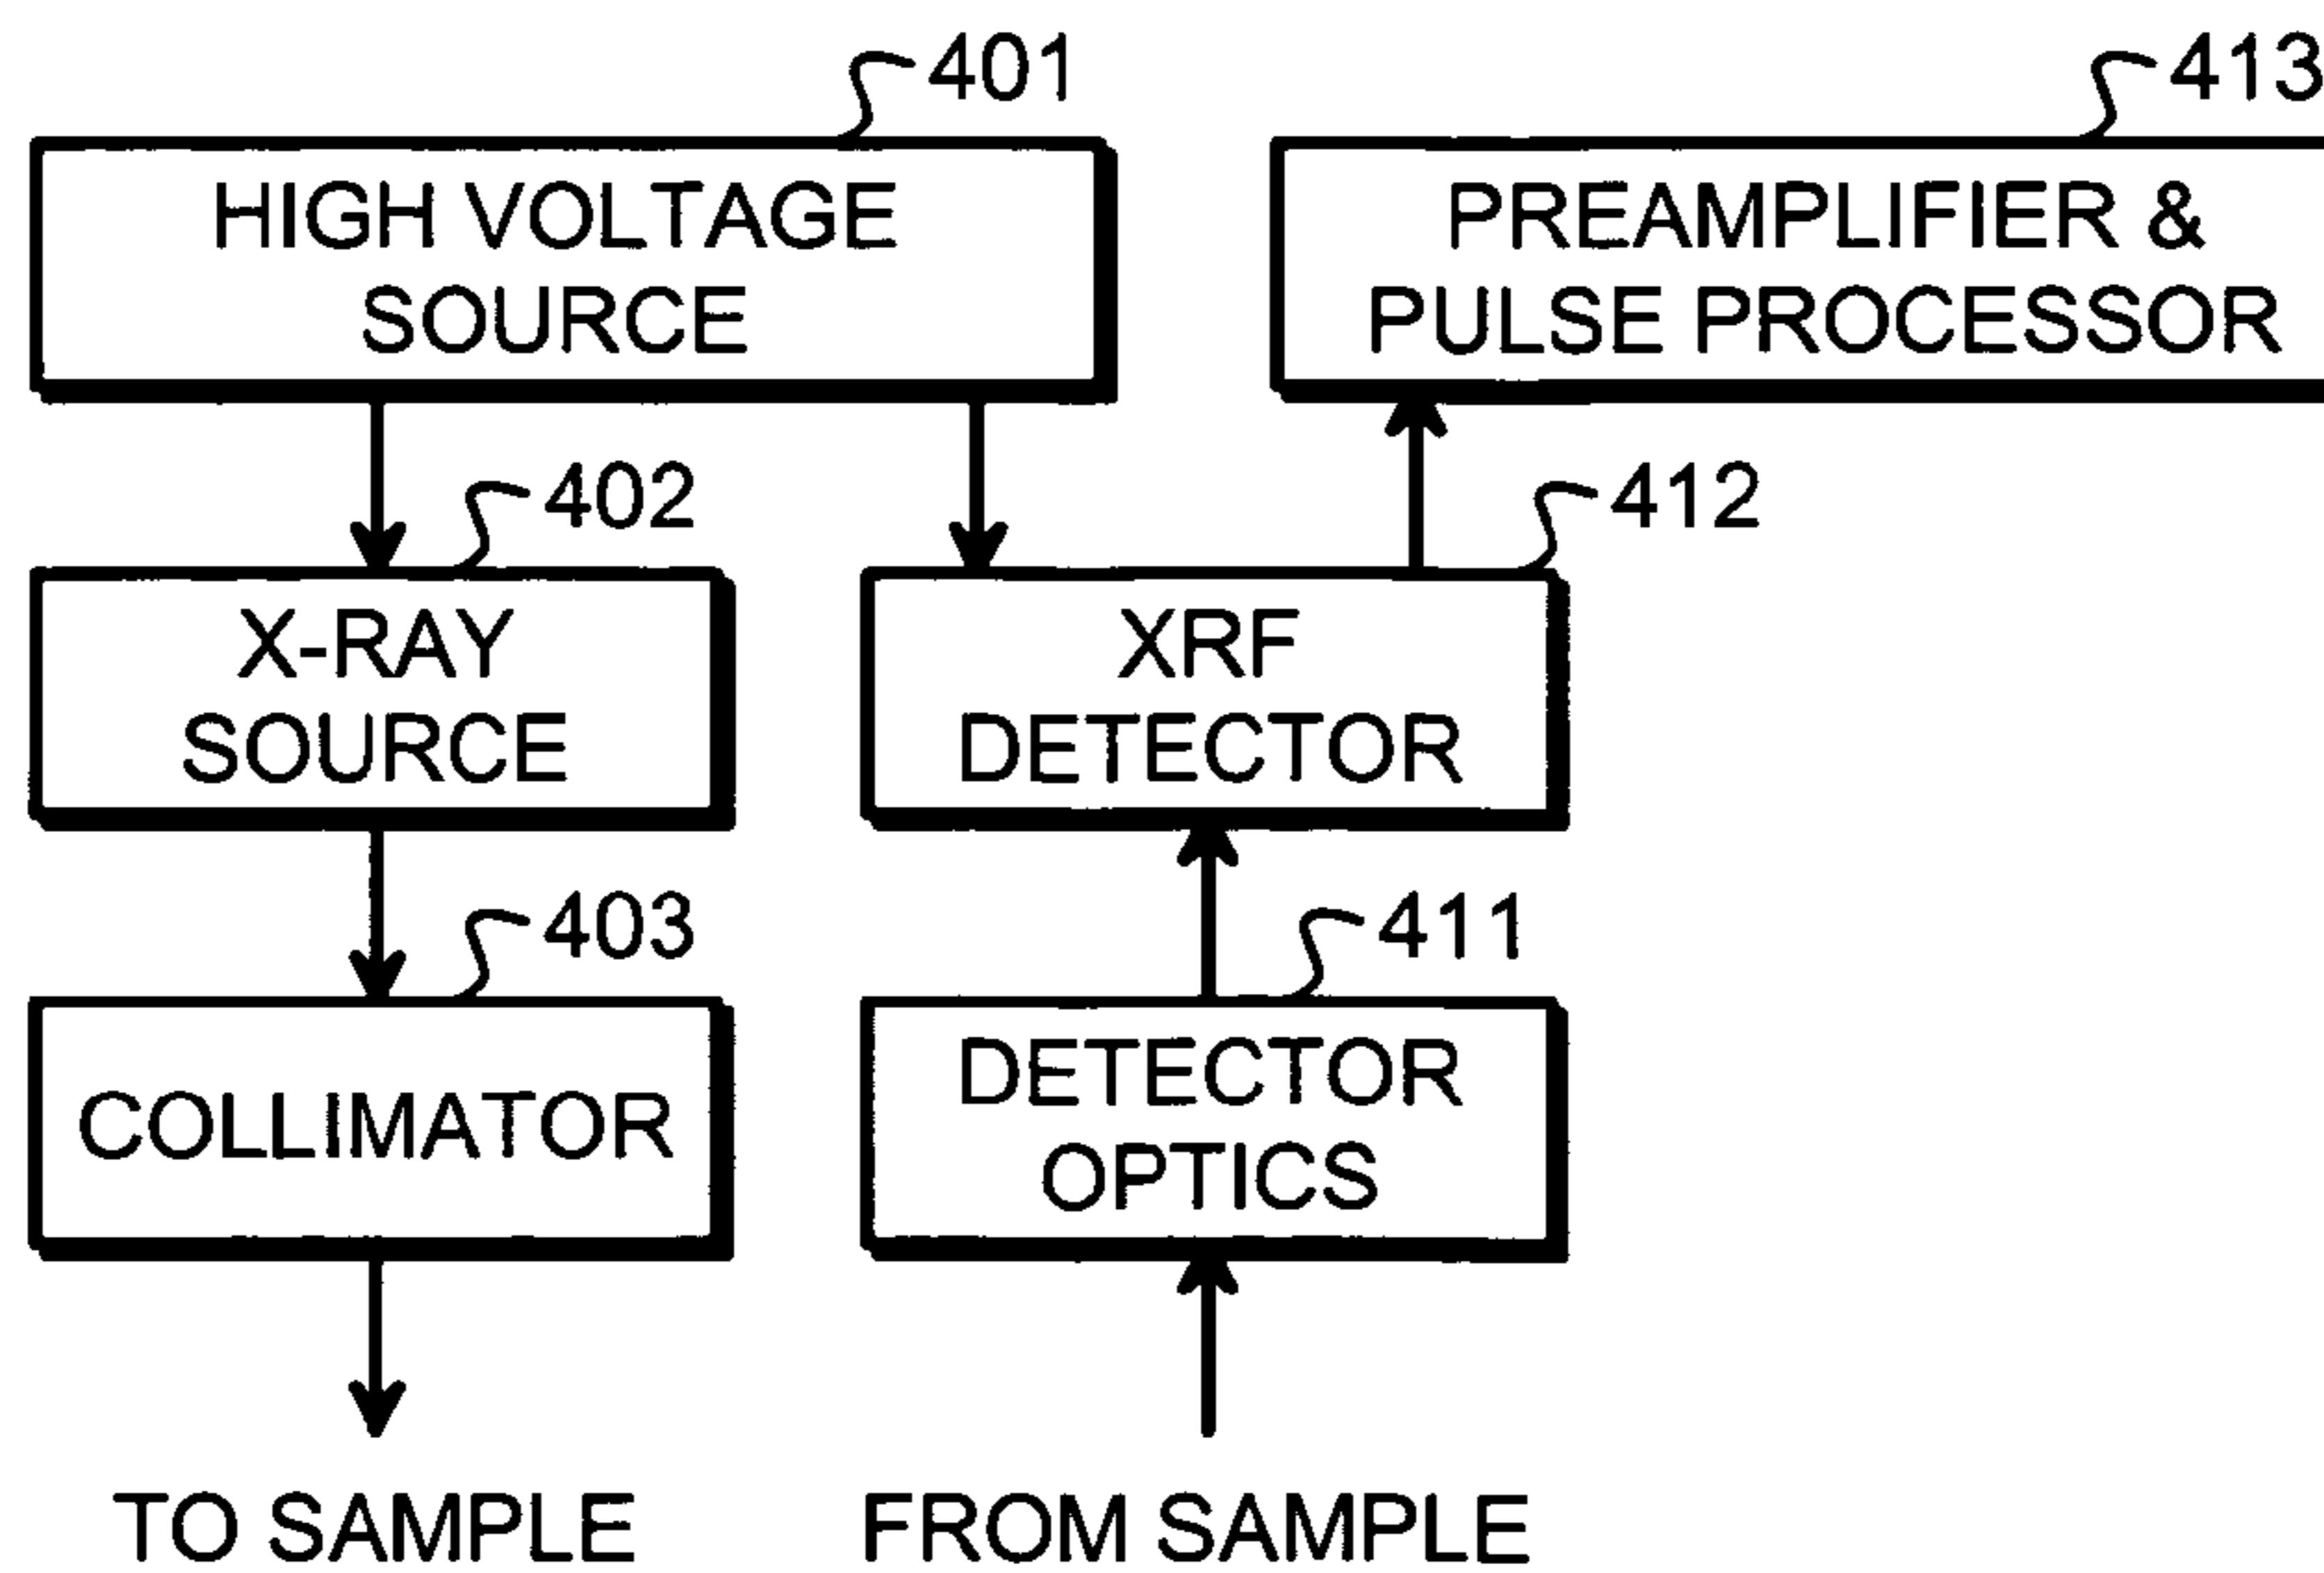 401
413
HIGH VOLTAGE
SOURCE
PREAMPLIFIER &
PULSE PROCESSOR
402
412
X-RAY
SOURCE
XRF
DETECTOR
403
411
COLLIMATOR
DETECTOR
OPTICS
TO SAMPLE
FROM SAMPLE